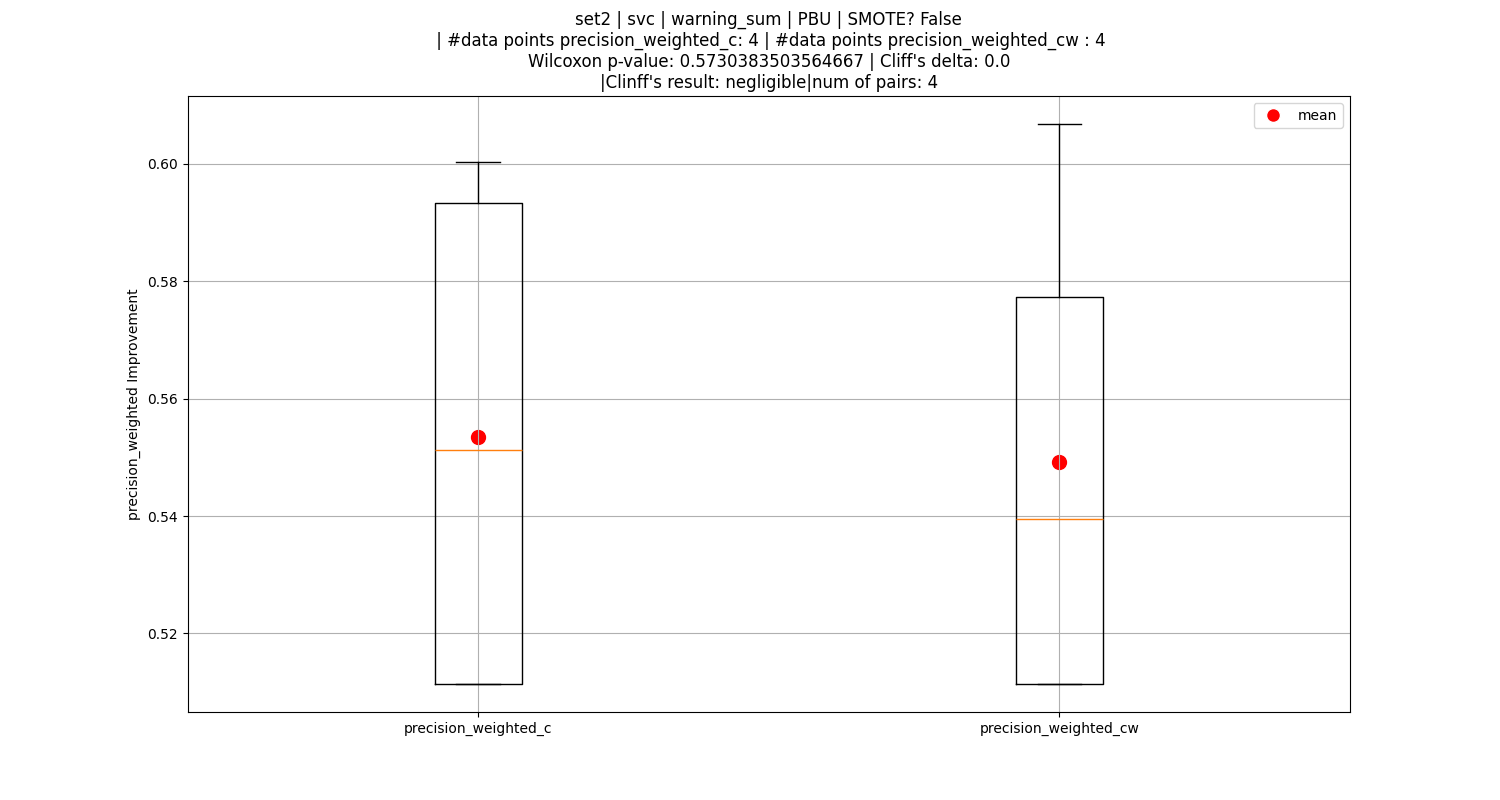 set2 | svc | warning_sum | PBU | SMOTE? False
| #data points precision_weighted_c: 4 | #data points precision_weighted_cw : 4
Wilcoxon p-value: 0.5730383503564667 | Cliff's delta: 0.0
|Clinff's result: negligible|num of pairs: 4
mean
0.60
0.58
0.56
0.54
0.52
precision_weighted Improvement
precision_weighted_c
precision_weighted_cw